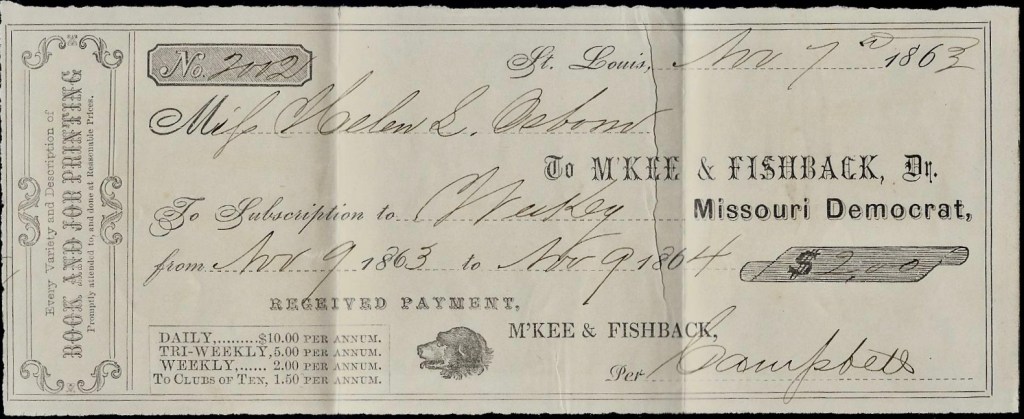 Every Variety and Description of
BOOK AND JOB PRINTING
Promptly attended to, and done at Reasonable Prices.
No. 2002
St. Louis, Nov 7th 1863
Miss Helen L. Osborn
To M'KEE & FISHBACK, Dr.
To Subscription to Weekly Missouri Democrat,
from Nov 9 1863 to Nov 9 1864 $2,00
RECEIVED PAYMENT,
M'KEE & FISHBACK,
Per Campbell
DAILY,.........$10.00 PER ANNUM.
TRI-WEEKLY, 5.00 PER ANNUM.
WEEKLY,...... 2.00 PER ANNUM.
To CLUBS OF TEN, 1.50 PER ANNUM.